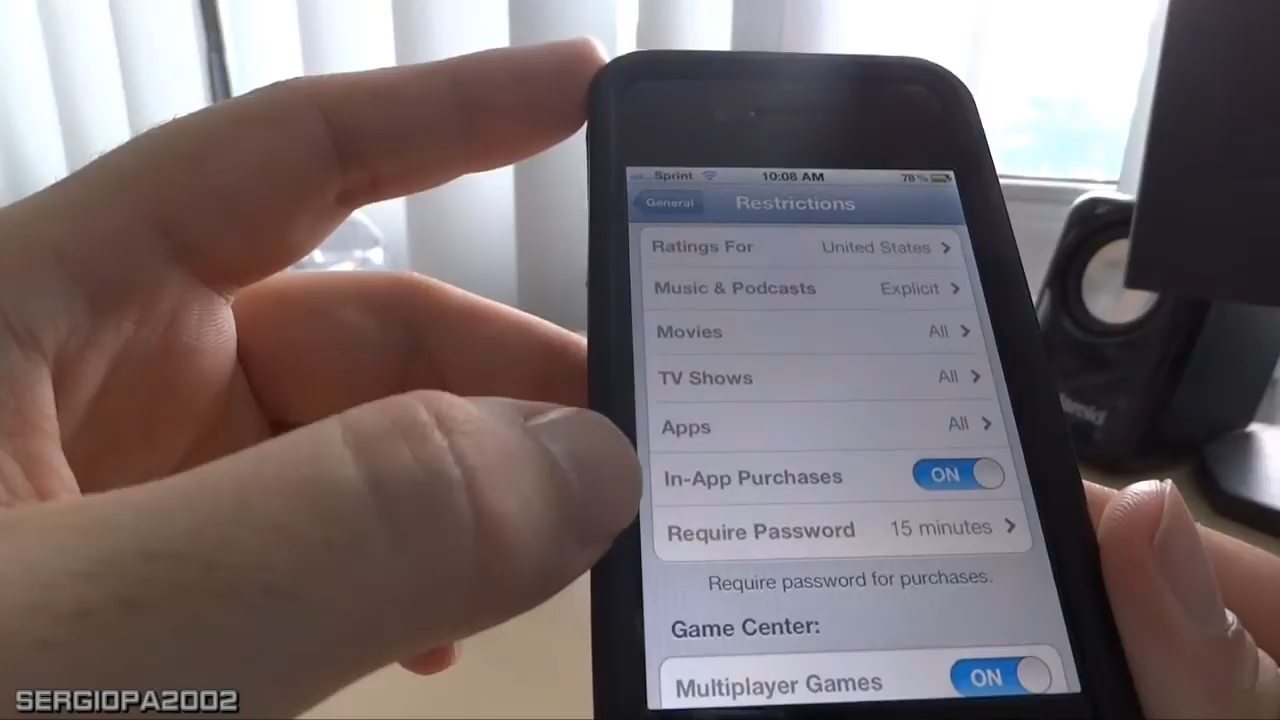 Sprint 10:08 AM 78%
General Restrictions
Ratings For United States
Music & Podcasts Explicit
Movies All
TV Shows All
Apps All
In-App Purchases ON
Require Password 15 minutes
Require password for purchases.
Game Center:
Multiplayer Games ON
SERGIOPA2002